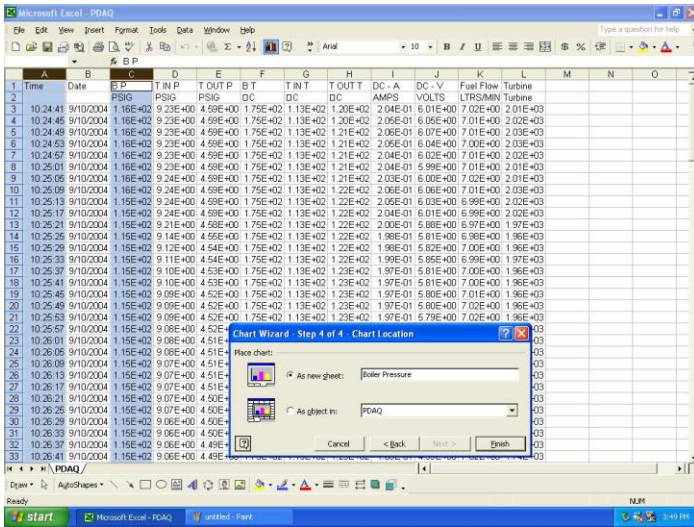 Microsoft Excel - PDAQ
File Edit View Insert Format Tools Data Window Help Type a question for help
Arial 10 B I U $ %
fx B P
A B C D E F G H I J K L M N O
1 Time Date B P T IN P T OUT P B T T IN T T OUT T DC - A DC - V Fuel Flow Turbine
2 PSIG PSIG PSIG □C □C □C AMPS VOLTS LTRS/MIN Turbine
3 10:24:41 9/10/2004 1.16E+02 9.23E+00 4.59E+00 1.75E+02 1.13E+02 1.20E+02 2.04E-01 6.01E+00 7.02E+00 2.01E+03
4 10:24:45 9/10/2004 1.16E+02 9.23E+00 4.59E+00 1.75E+02 1.13E+02 1.20E+02 2.05E-01 6.05E+00 7.01E+00 2.02E+03
5 10:24:49 9/10/2004 1.16E+02 9.23E+00 4.59E+00 1.75E+02 1.13E+02 1.21E+02 2.06E-01 6.07E+00 7.01E+00 2.03E+03
6 10:24:53 9/10/2004 1.16E+02 9.23E+00 4.59E+00 1.75E+02 1.13E+02 1.21E+02 2.05E-01 6.04E+00 7.00E+00 2.03E+03
7 10:24:57 9/10/2004 1.16E+02 9.23E+00 4.59E+00 1.75E+02 1.13E+02 1.21E+02 2.04E-01 6.02E+00 7.01E+00 2.02E+03
8 10:25:01 9/10/2004 1.16E+02 9.23E+00 4.59E+00 1.75E+02 1.13E+02 1.21E+02 2.04E-01 5.99E+00 7.01E+00 2.01E+03
9 10:25:05 9/10/2004 1.16E+02 9.24E+00 4.59E+00 1.75E+02 1.13E+02 1.21E+02 2.03E-01 6.00E+00 7.02E+00 2.01E+03
10 10:25:09 9/10/2004 1.16E+02 9.24E+00 4.59E+00 1.75E+02 1.13E+02 1.22E+02 2.06E-01 6.06E+00 7.01E+00 2.03E+03
11 10:25:13 9/10/2004 1.15E+02 9.24E+00 4.59E+00 1.75E+02 1.13E+02 1.22E+02 2.05E-01 6.03E+00 6.99E+00 2.02E+03
12 10:25:17 9/10/2004 1.15E+02 9.24E+00 4.59E+00 1.75E+02 1.13E+02 1.22E+02 2.04E-01 6.01E+00 6.99E+00 2.02E+03
13 10:25:21 9/10/2004 1.15E+02 9.21E+00 4.58E+00 1.75E+02 1.13E+02 1.22E+02 2.00E-01 5.88E+00 6.97E+00 1.97E+03
14 10:25:25 9/10/2004 1.15E+02 9.14E+00 4.55E+00 1.75E+02 1.13E+02 1.22E+02 1.98E-01 5.81E+00 6.98E+00 1.96E+03
15 10:25:29 9/10/2004 1.15E+02 9.12E+00 4.54E+00 1.75E+02 1.13E+02 1.22E+02 1.98E-01 5.82E+00 7.00E+00 1.96E+03
16 10:25:33 9/10/2004 1.15E+02 9.11E+00 4.54E+00 1.75E+02 1.13E+02 1.22E+02 1.99E-01 5.85E+00 6.99E+00 1.97E+03
17 10:25:37 9/10/2004 1.15E+02 9.10E+00 4.53E+00 1.75E+02 1.13E+02 1.23E+02 1.97E-01 5.81E+00 7.00E+00 1.96E+03
18 10:25:41 9/10/2004 1.15E+02 9.10E+00 4.53E+00 1.75E+02 1.13E+02 1.23E+02 1.97E-01 5.81E+00 7.00E+00 1.96E+03
19 10:25:45 9/10/2004 1.15E+02 9.09E+00 4.52E+00 1.75E+02 1.13E+02 1.23E+02 1.97E-01 5.80E+00 7.01E+00 1.96E+03
20 10:25:49 9/10/2004 1.15E+02 9.09E+00 4.52E+00 1.75E+02 1.13E+02 1.23E+02 1.97E-01 5.80E+00 7.02E+00 1.96E+03
21 10:25:53 9/10/2004 1.15E+02 9.09E+00 4.52E+00 1.75E+02 1.13E+02 1.23E+02 1.97E-01 5.79E+00 7.02E+00 1.96E+03
22 10:25:57 9/10/2004 1.15E+02 9.08E+00 4.52E+
23 10:26:01 9/10/2004 1.15E+02 9.08E+00 4.51E+
24 10:26:05 9/10/2004 1.15E+02 9.08E+00 4.51E+
25 10:26:09 9/10/2004 1.15E+02 9.07E+00 4.51E+
26 10:26:13 9/10/2004 1.15E+02 9.07E+00 4.51E+
27 10:26:17 9/10/2004 1.15E+02 9.07E+00 4.51E+
28 10:26:21 9/10/2004 1.15E+02 9.07E+00 4.50E+
29 10:26:25 9/10/2004 1.15E+02 9.07E+00 4.50E+
30 10:26:29 9/10/2004 1.15E+02 9.06E+00 4.50E+
31 10:26:33 9/10/2004 1.15E+02 9.06E+00 4.50E+
32 10:26:37 9/10/2004 1.15E+02 9.06E+00 4.49E+
33 10:26:41 9/10/2004 1.15E+02 9.06E+00 4.49E+
Chart Wizard - Step 4 of 4 - Chart Location
Place chart:
As new sheet: Boiler Pressure
As object in: PDAQ
Cancel < Back Next > Finish
PDAQ
Draw AutoShapes
Ready NUM
start Microsoft Excel - PDAQ untitled - Paint 3:49 PM